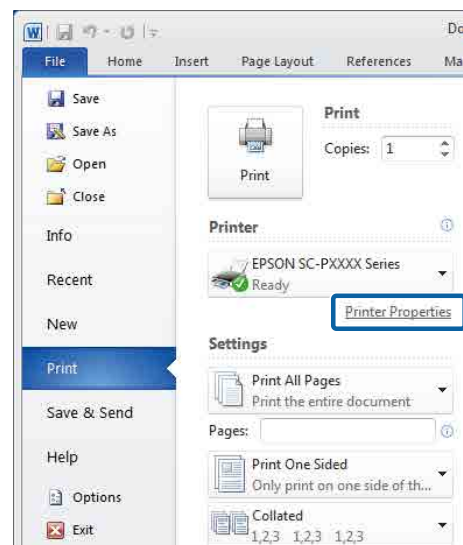 W
Do
File Home Insert Page Layout References Ma
Save
Save As
Open
Close
Info
Recent
New
Print
Save & Send
Help
Options
Exit
Print
Print
Copies: 1
Printer
EPSON SC-PXXXX Series
Ready
Printer Properties
Settings
Print All Pages
Print the entire document
Pages:
Print One Sided
Only print on one side of th...
Collated
1,2,3 1,2,3 1,2,3